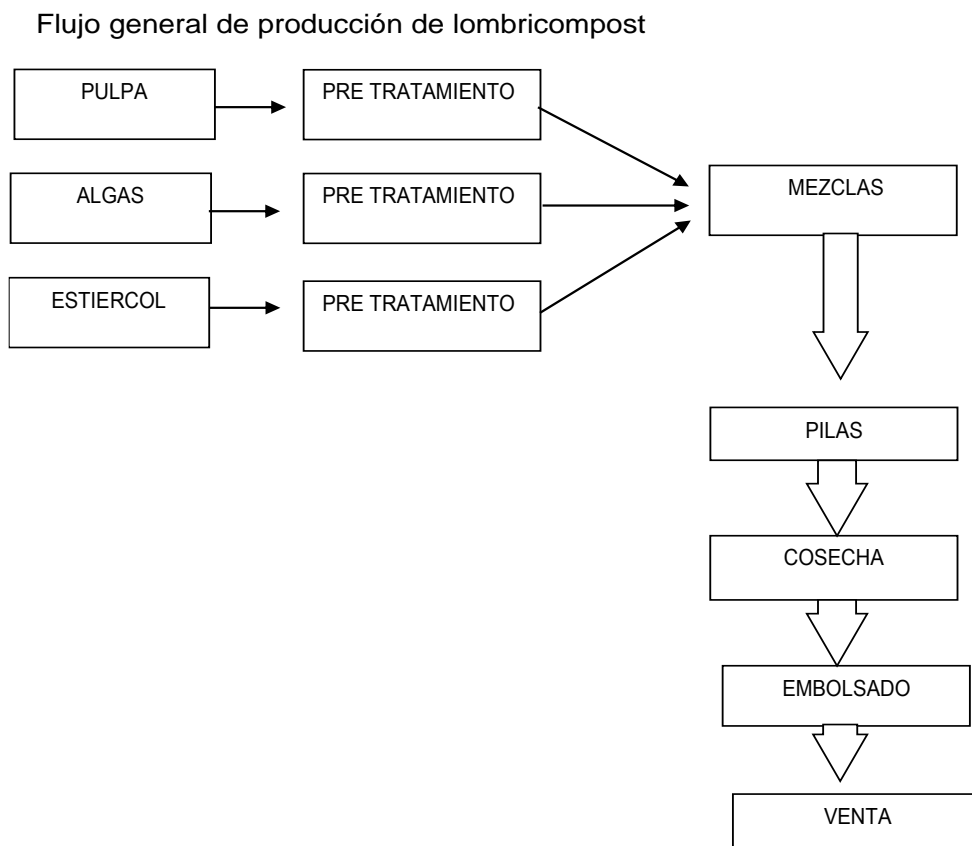 Flujo general de producción de lombricompost
PULPA
PRE TRATAMIENTO
ALGAS
PRE TRATAMIENTO
MEZCLAS
ESTIERCOL
PRE TRATAMIENTO
PILAS
COSECHA
EMBOLSADO
VENTA